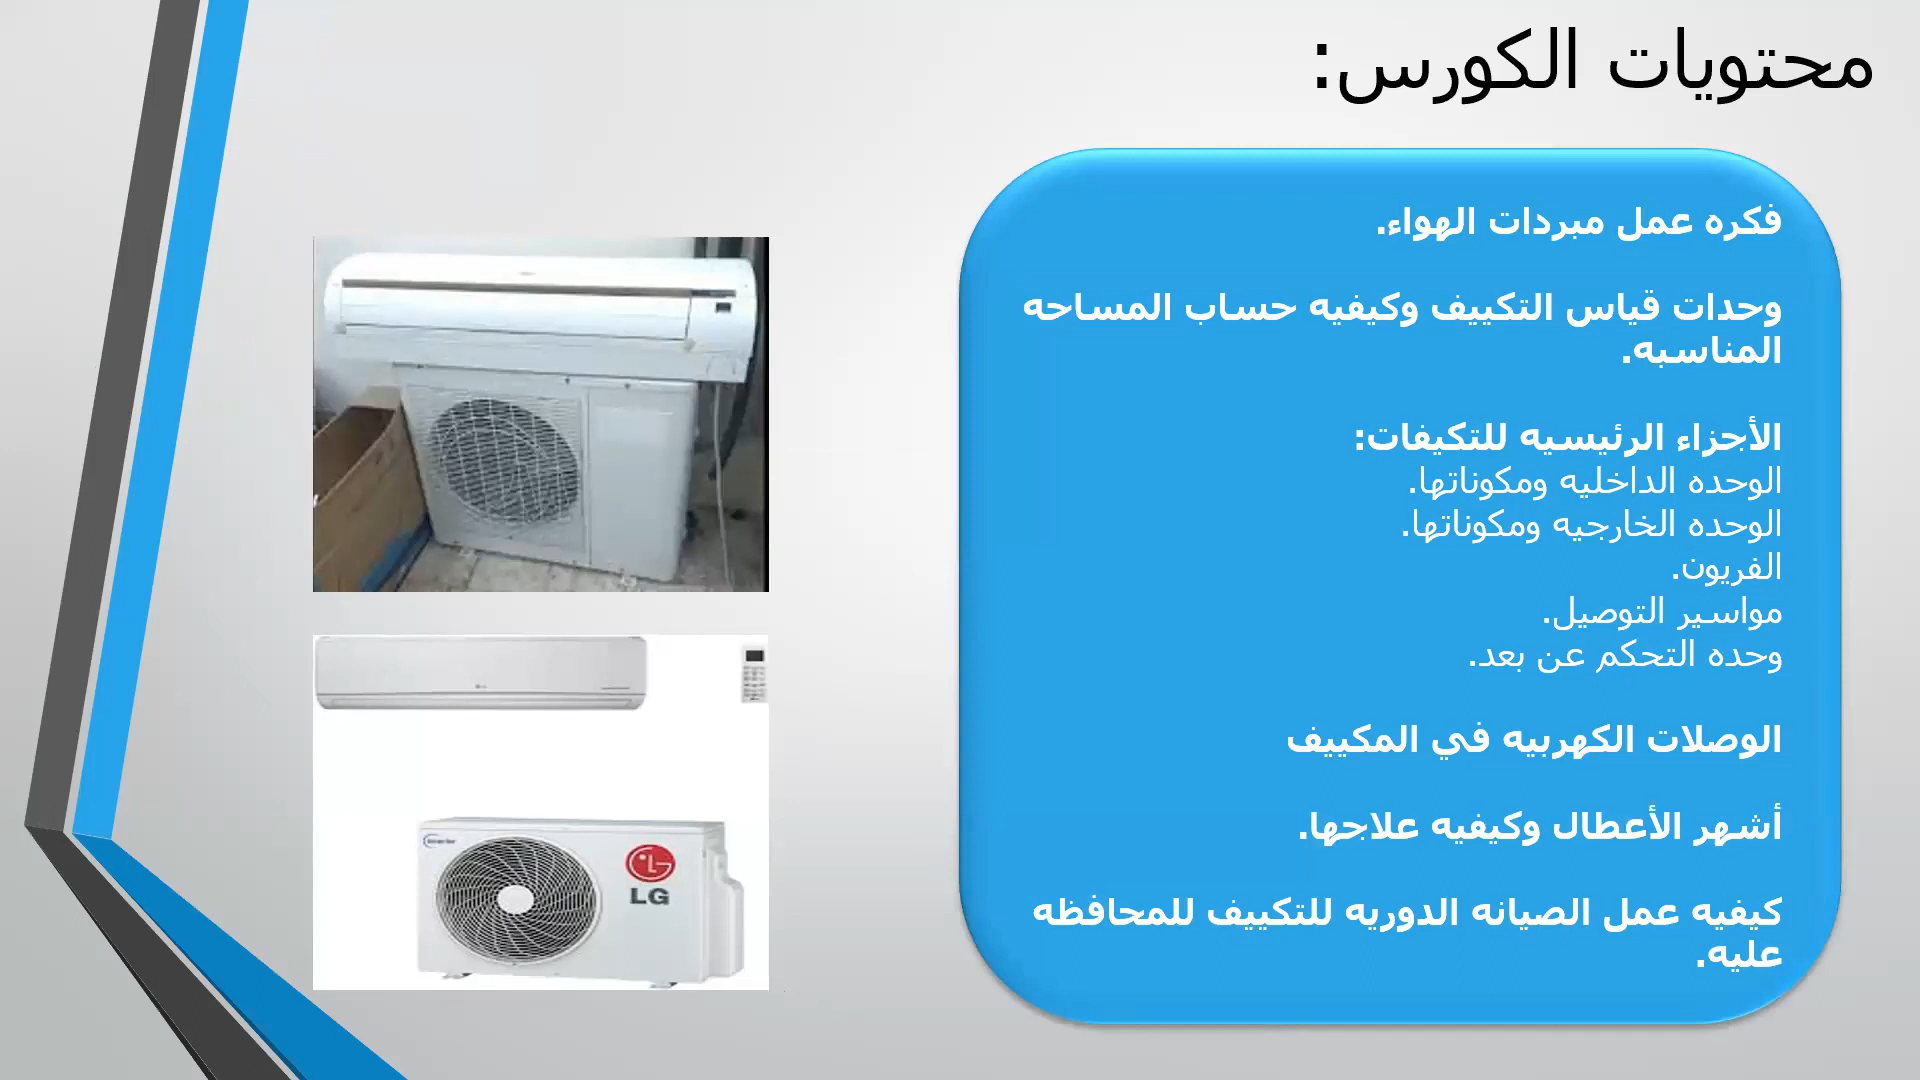 محتويات الكورس:
فكره عمل مبردات الهواء.
وحدات قياس التكييف وكيفيه حساب المساحه
المناسبه.
الأجزاء الرئيسيه للتكيفات:
الوحده الداخليه ومكوناتها.
الوحده الخارجيه ومكوناتها.
الفريون.
مواسير التوصيل.
وحده التحكم عن بعد.
الوصلات الكهربيه في المكييف
أشهر الأعطال وكيفيه علاجها.
كيفيه عمل الصيانه الدوريه للتكييف للمحافظه
عليه.
LG